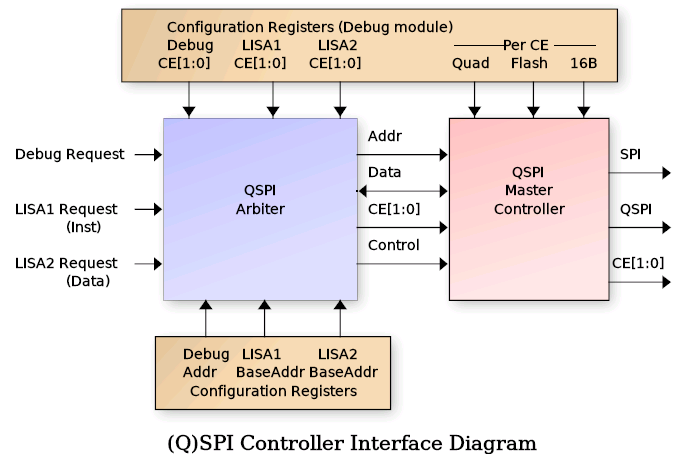 Configuration Registers (Debug module)
Debug LISA1 LISA2 Per CE
CE[1:0] CE[1:0] CE[1:0] Quad Flash 16B
Debug Request
LISA1 Request
(Inst)
LISA2 Request
(Data)
QSPI
Arbiter
Addr
Data
CE[1:0]
Control
QSPI
Master
Controller
SPI
QSPI
CE[1:0]
Debug LISA1 LISA2
Addr BaseAddr BaseAddr
Configuration Registers
(Q)SPI Controller Interface Diagram